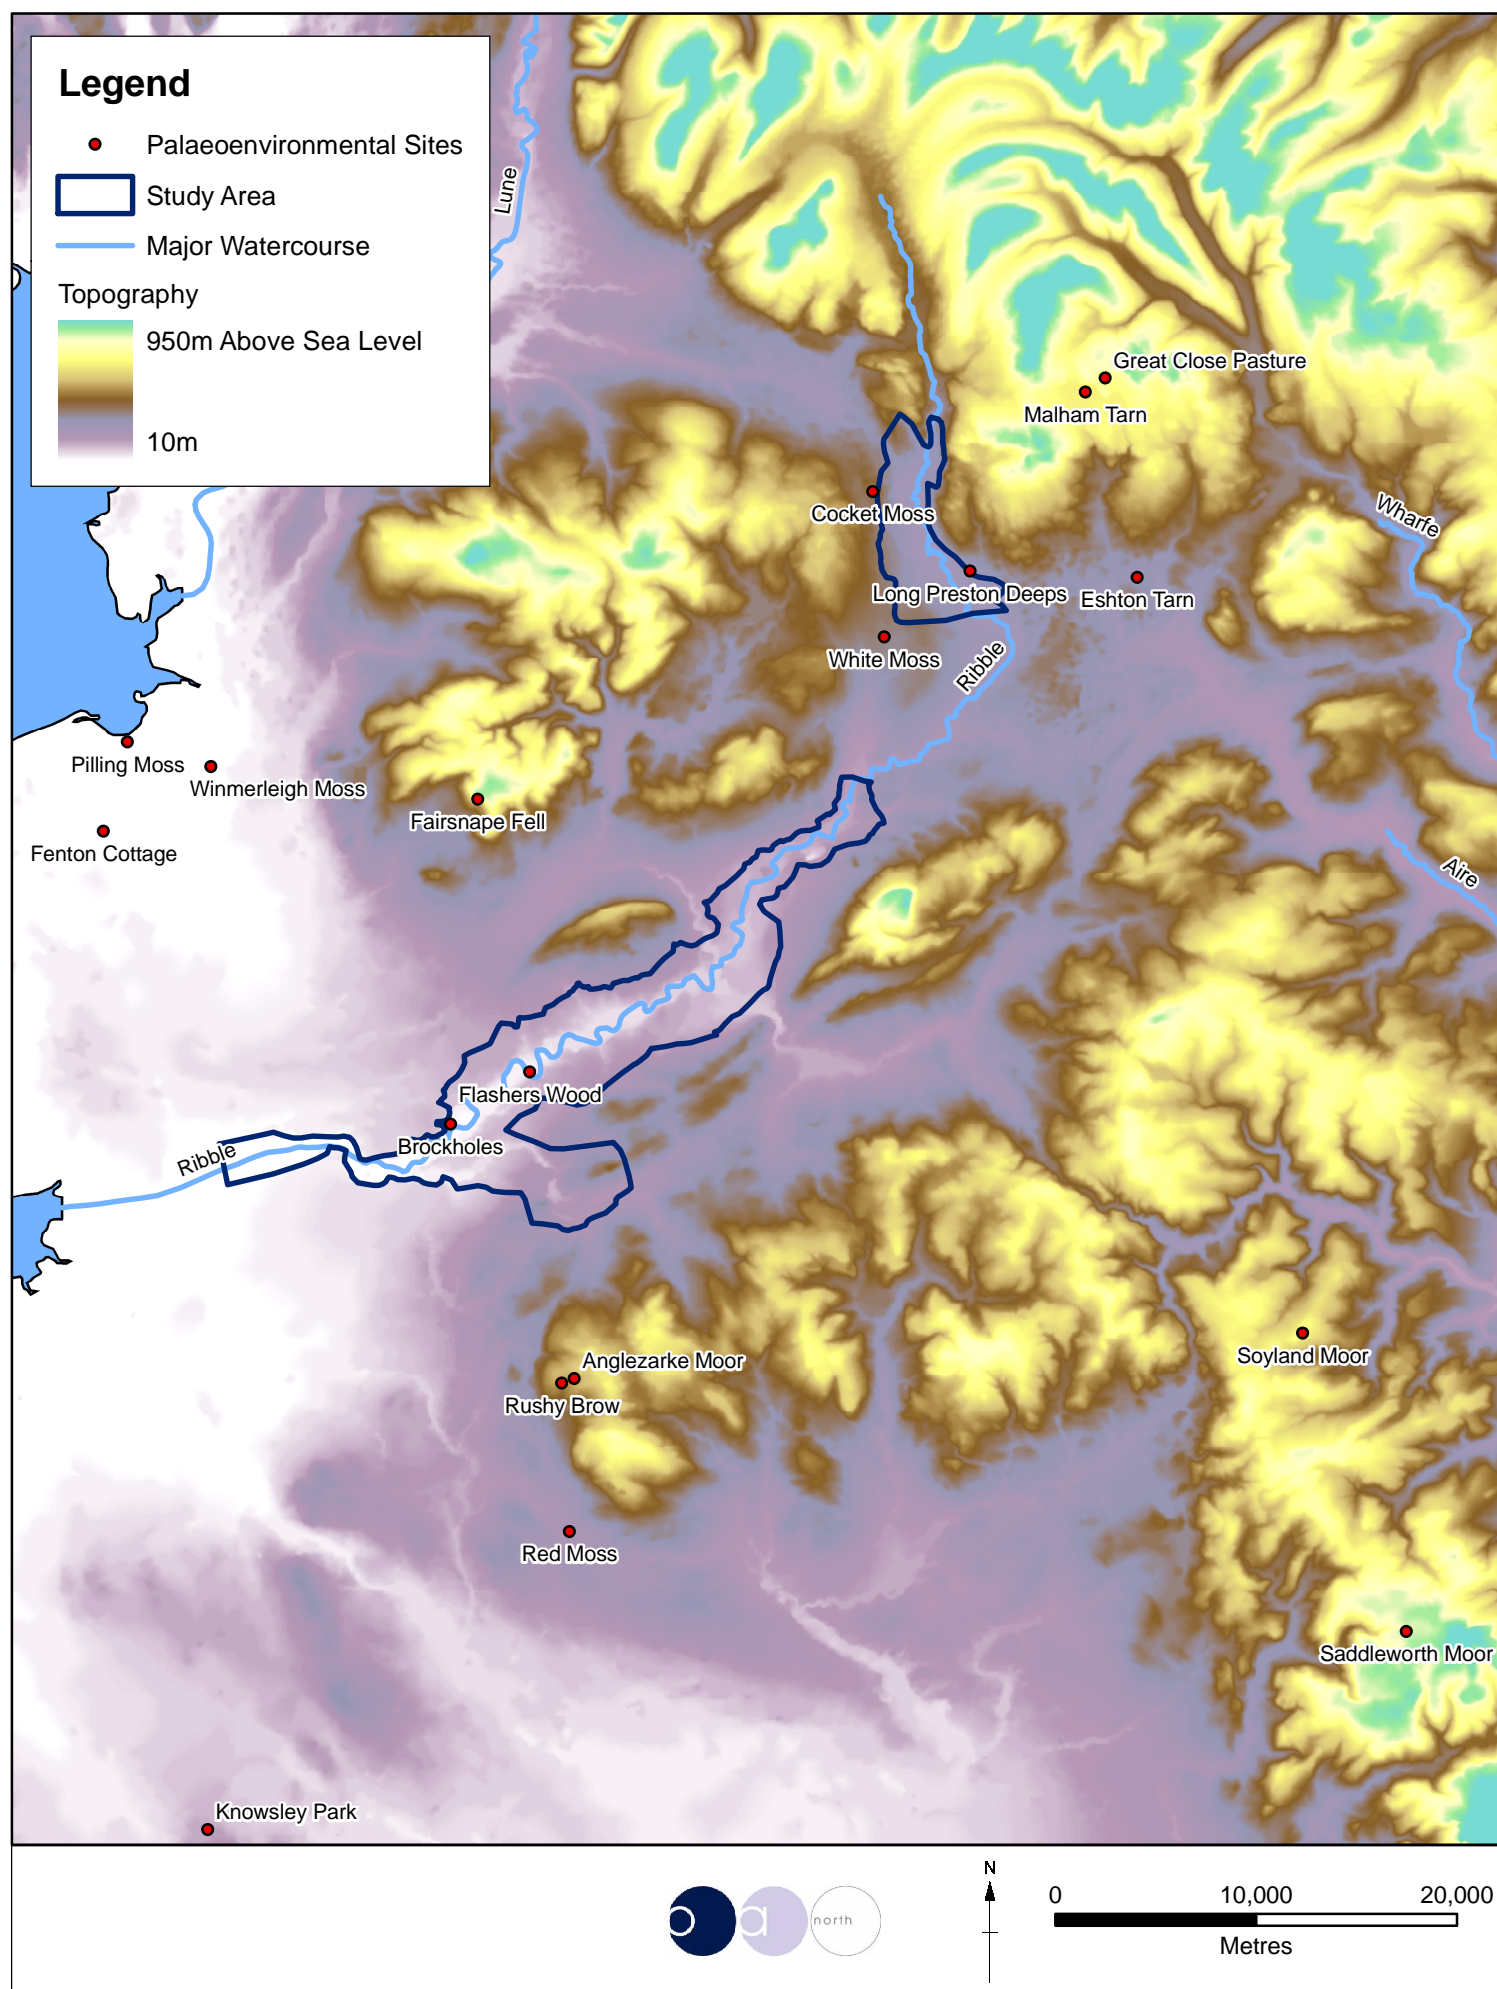 Legend
Palaeoenvironmental Sites
Study Area
Major Watercourse
Topography
950m Above Sea Level
10m
Lune
Great Close Pasture
Malham Tarn
Wharfe
Cocket Moss
Long Preston Deeps
Eshton Tarn
White Moss
Ribble
Pilling Moss
Winmerleigh Moss
Fairsnape Fell
Fenton Cottage
Aire
Flashers Wood
Brockholes
Ribble
Soyland Moor
Anglezarke Moor
Rushy Brow
Red Moss
Saddleworth Moor
Knowsley Park
N
0 10,000 20,000
Metres
o a north